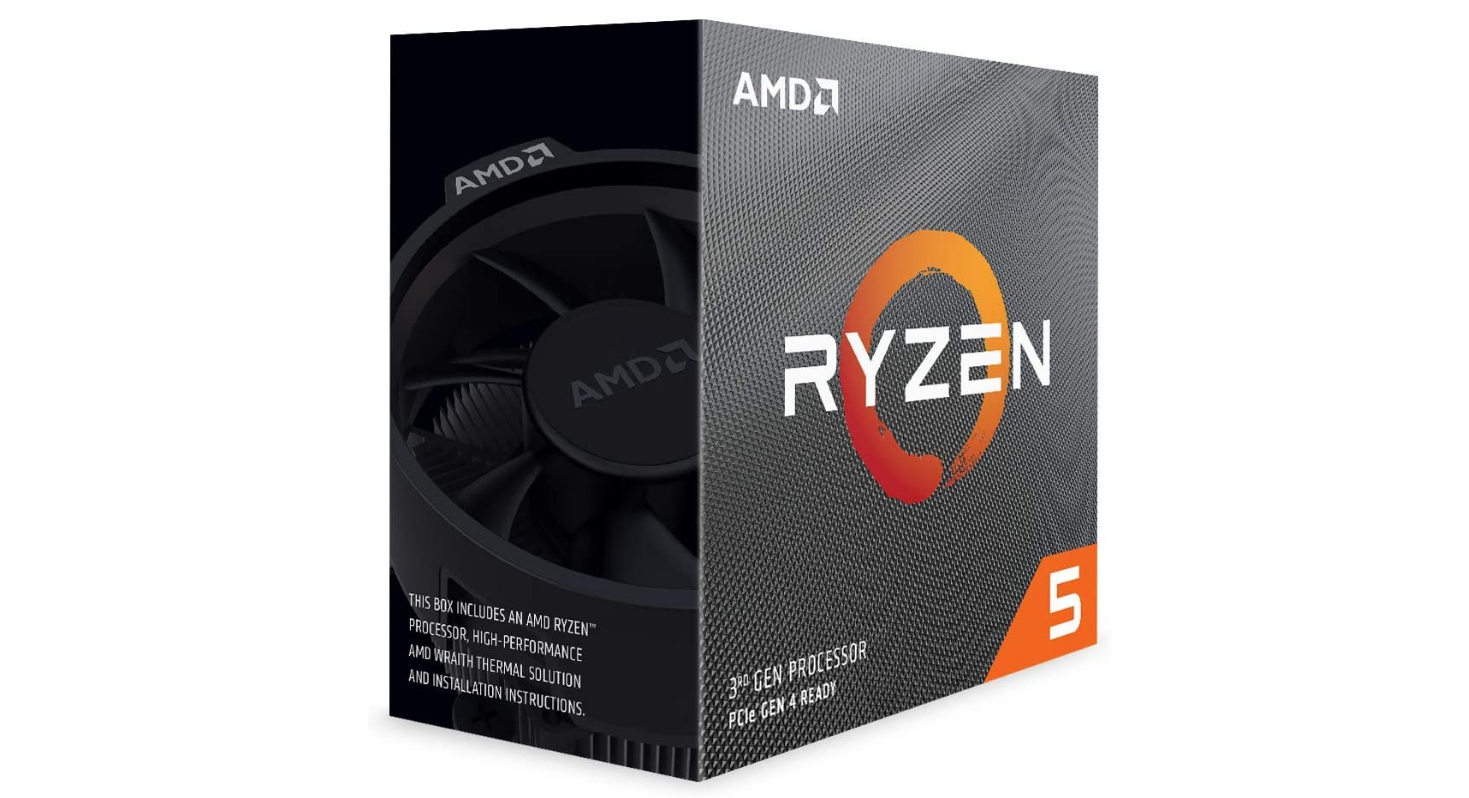 AMD
AMD
THIS BOX INCLUDES AN AMD RYZEN™
PROCESSOR, HIGH-PERFORMANCE
AMD WRAITH THERMAL SOLUTION
AND INSTALLATION INSTRUCTIONS.
AMD
RYZEN
5
3RD GEN PROCESSOR
PCIe® GEN 4 READY